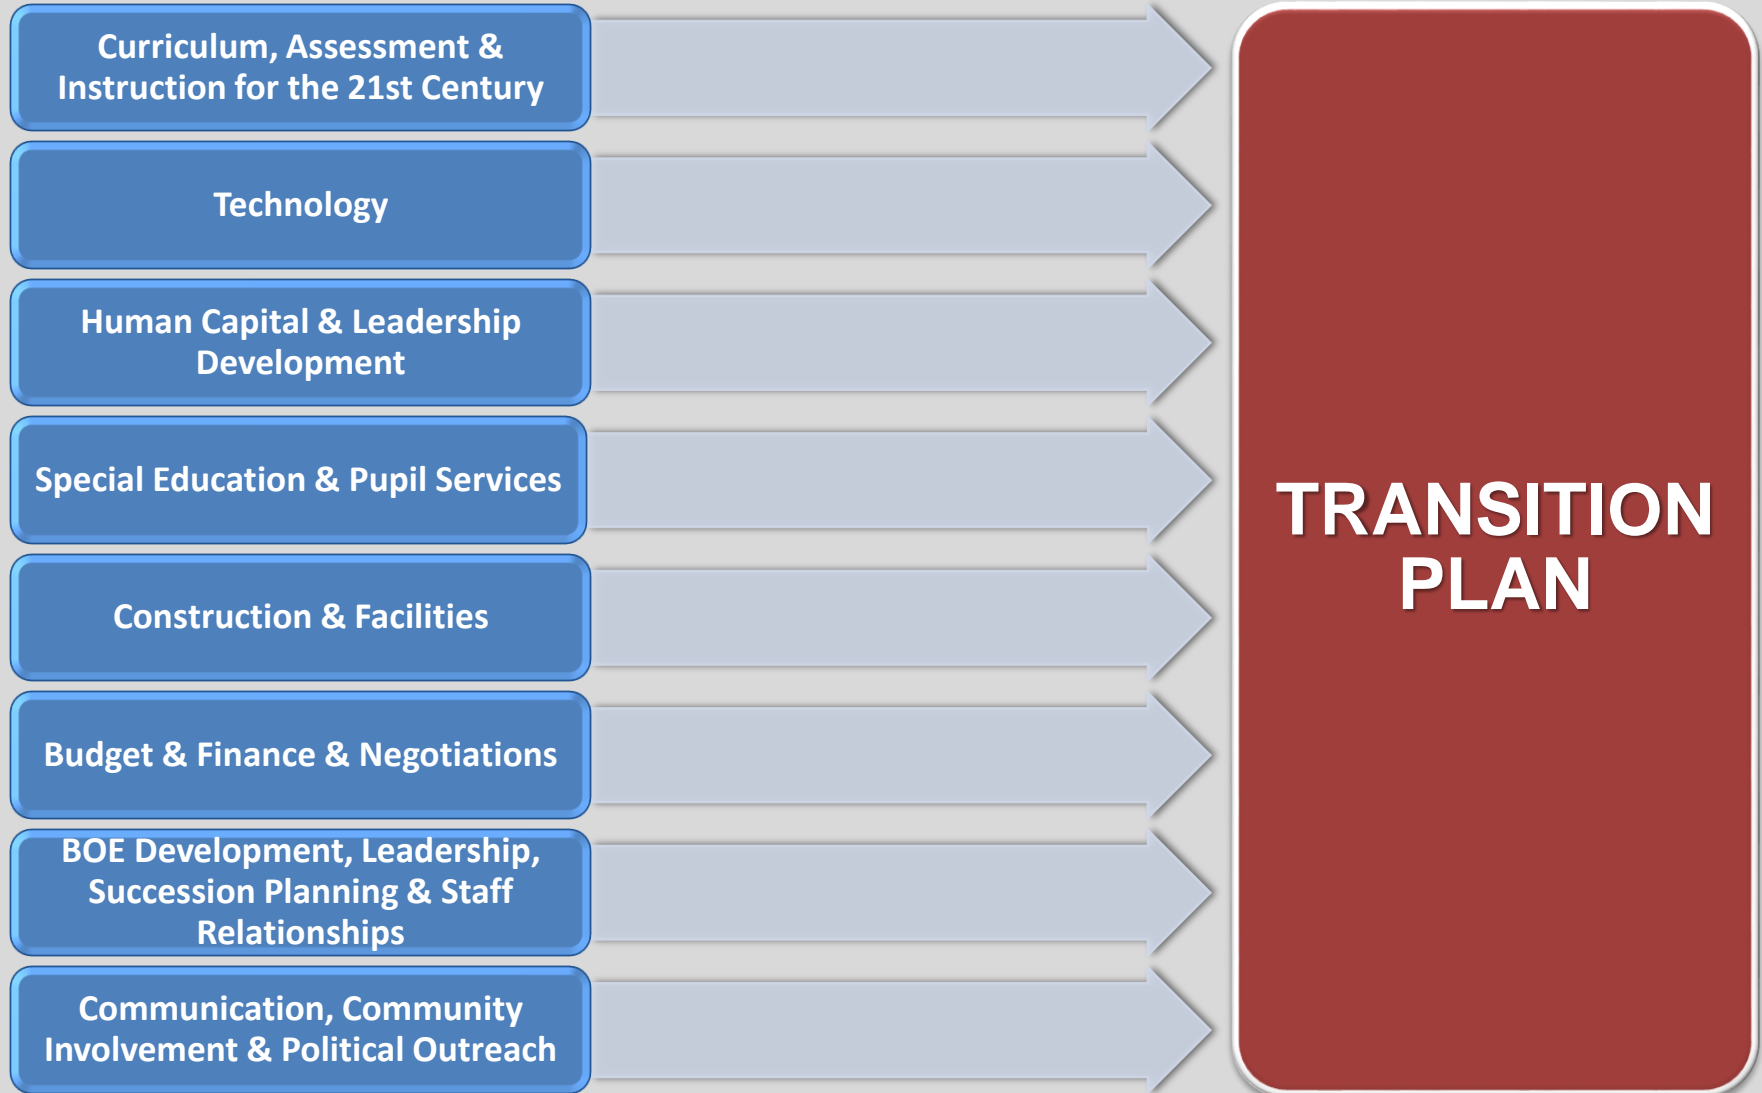 Curriculum, Assessment &
Instruction for the 21st Century
Technology
Human Capital & Leadership
Development
Special Education & Pupil Services
Construction & Facilities
Budget & Finance & Negotiations
BOE Development, Leadership,
Succession Planning & Staff
Relationships
Communication, Community
Involvement & Political Outreach
TRANSITION
PLAN